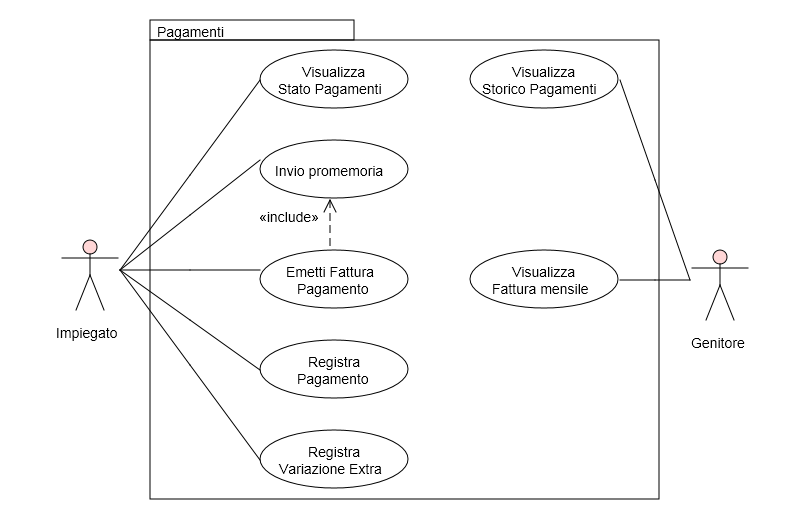 Pagamenti
Visualizza
Stato Pagamenti
Visualizza
Storico Pagamenti
Invio promemoria
«include»
Emetti Fattura
Pagamento
Visualizza
Fattura mensile
Impiegato
Genitore
Registra
Pagamento
Registra
Variazione Extra